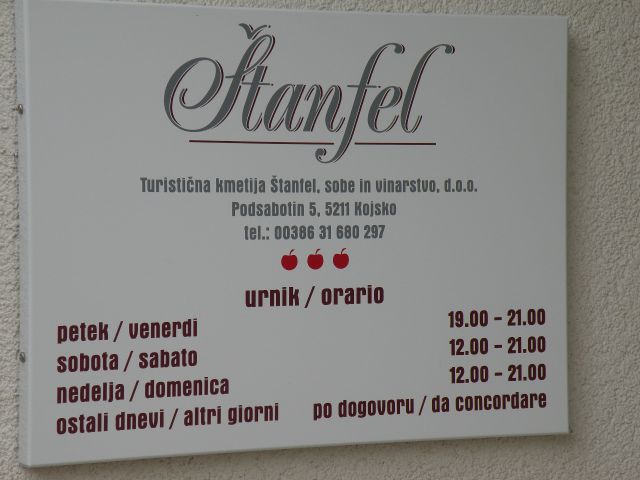 Štanfel
Turistična kmetija Štanfel, sobe in vinarstvo, d.o.o.
Podsabotin 5, 5211 Kojsko
tel.: 00386 31 680 297
urnik / orario
petek / venerdi 19.00 - 21.00
sobota / sabato 12.00 - 21.00
nedelja / domenica 12.00 - 21.00
ostali dnevi / altri giorni po dogovoru / da concordare